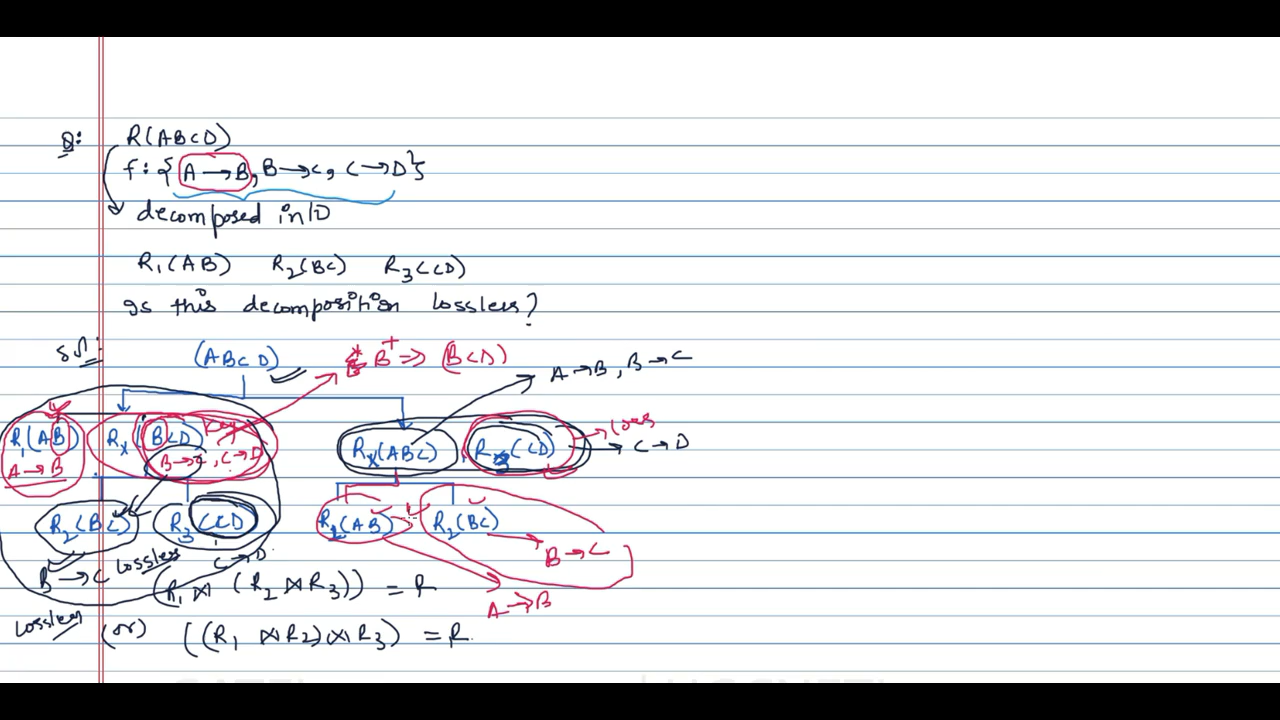 Q: R(ABCD)
f: { A→B, B→C, C→D }
decomposed into
R₁(AB) R₂(BC) R₃(CD)
Is this decomposition lossless?
Sol: (ABCD) B⁺ ⇒ (BCD) A→B, B→C
R₁(AB) Rₓ(BCD) key Rₓ(ABC), R₃(CD) → C→D
A→B B→C, C→D
R₂(BC) R₃(CD) R₁(AB) R₂(BC)
B→C lossless C→D B→C
(R₁ ⋈ (R₂ ⋈ R₃)) = R A→B
lossless (or) ((R₁ ⋈ R₂) ⋈ R₃) = R